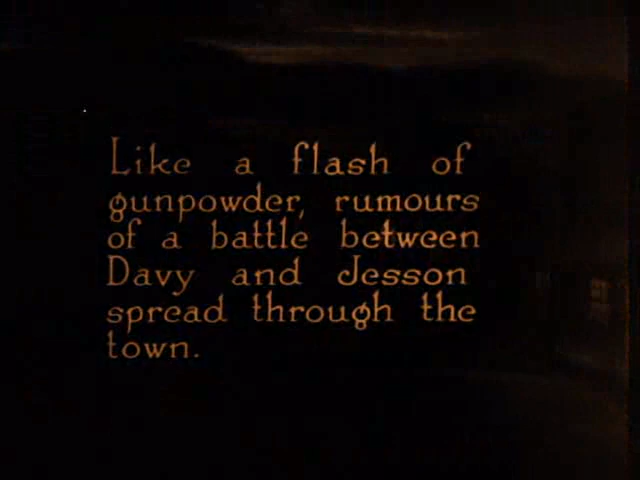 Like a flash of
gunpowder, rumours
of a battle between
Davy and Jesson
spread through the
town.